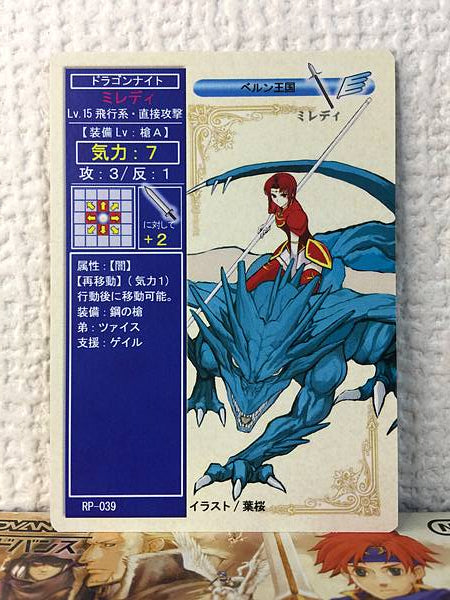 ドラゴンナイト
ミレディ
Lv.15 飛行系・直接攻撃
【装備Lv：槍A】
気力：7
攻：3/反：1
に対して
+2
属性：【闇】
【再移動】（気力1）
行動後に移動可能。
装備：鋼の槍
弟：ツァイス
支援：ゲイル
RP-039
ベルン王国
ミレディ
イラスト/葉桜